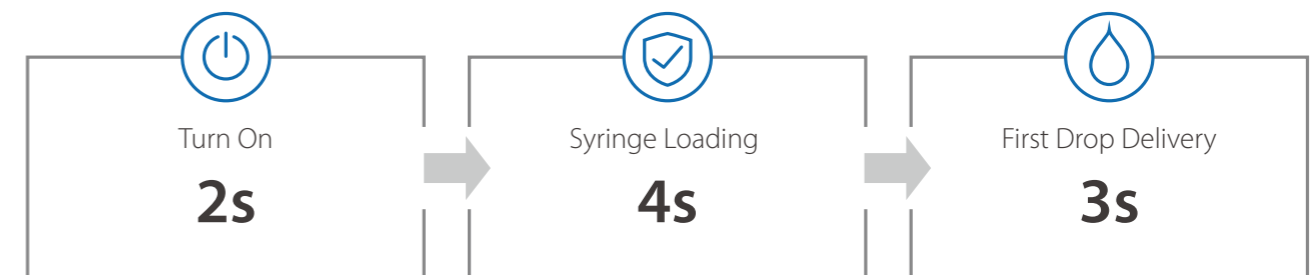 Turn On
2s
Syringe Loading
4s
First Drop Delivery
3s